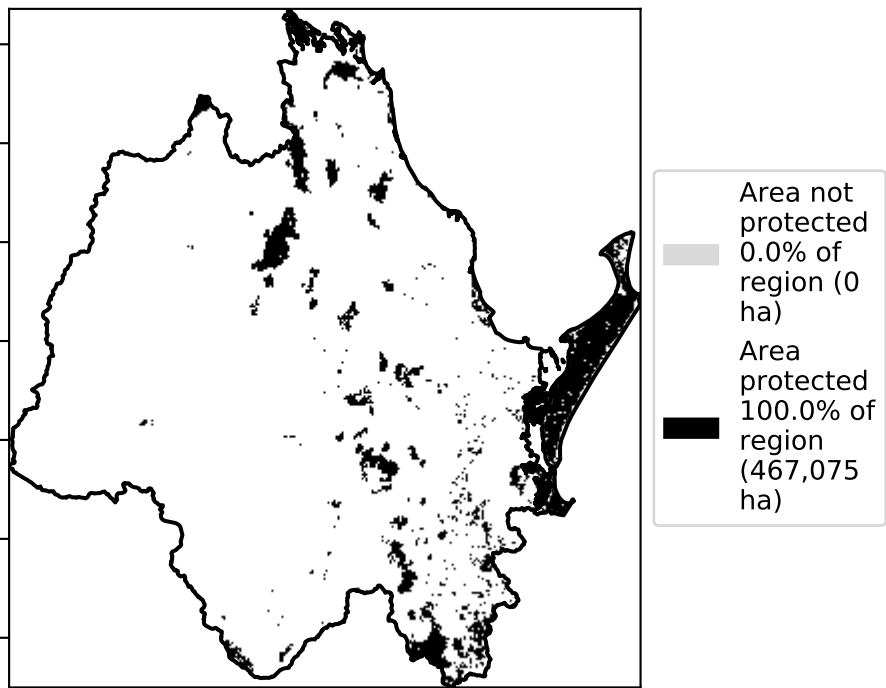 Area not
protected
0.0% of
region (0
ha)
Area
protected
100.0% of
region
(467,075
ha)